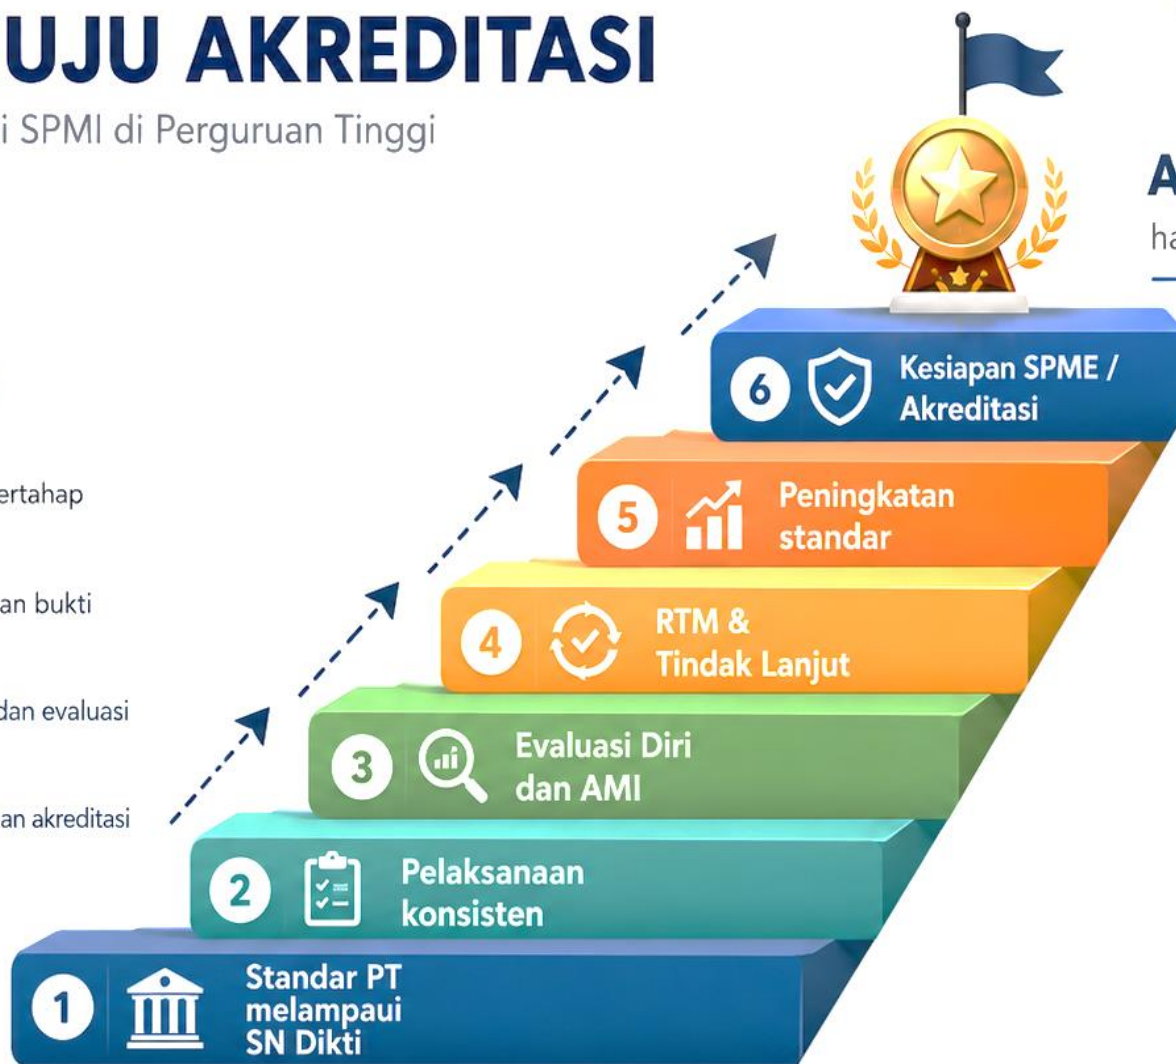 UJU AKREDITASI
i SPMI di Perguruan Tinggi
A
ha
6
Kesiapan SPME /
Akreditasi
5
Peningkatan
standar
ertahap
an bukti
4
RTM &
Tindak Lanjut
dan evaluasi
3
Evaluasi Diri
dan AMI
an akreditasi
2
Pelaksanaan
konsisten
1
Standar PT
melampaui
SN Dikti